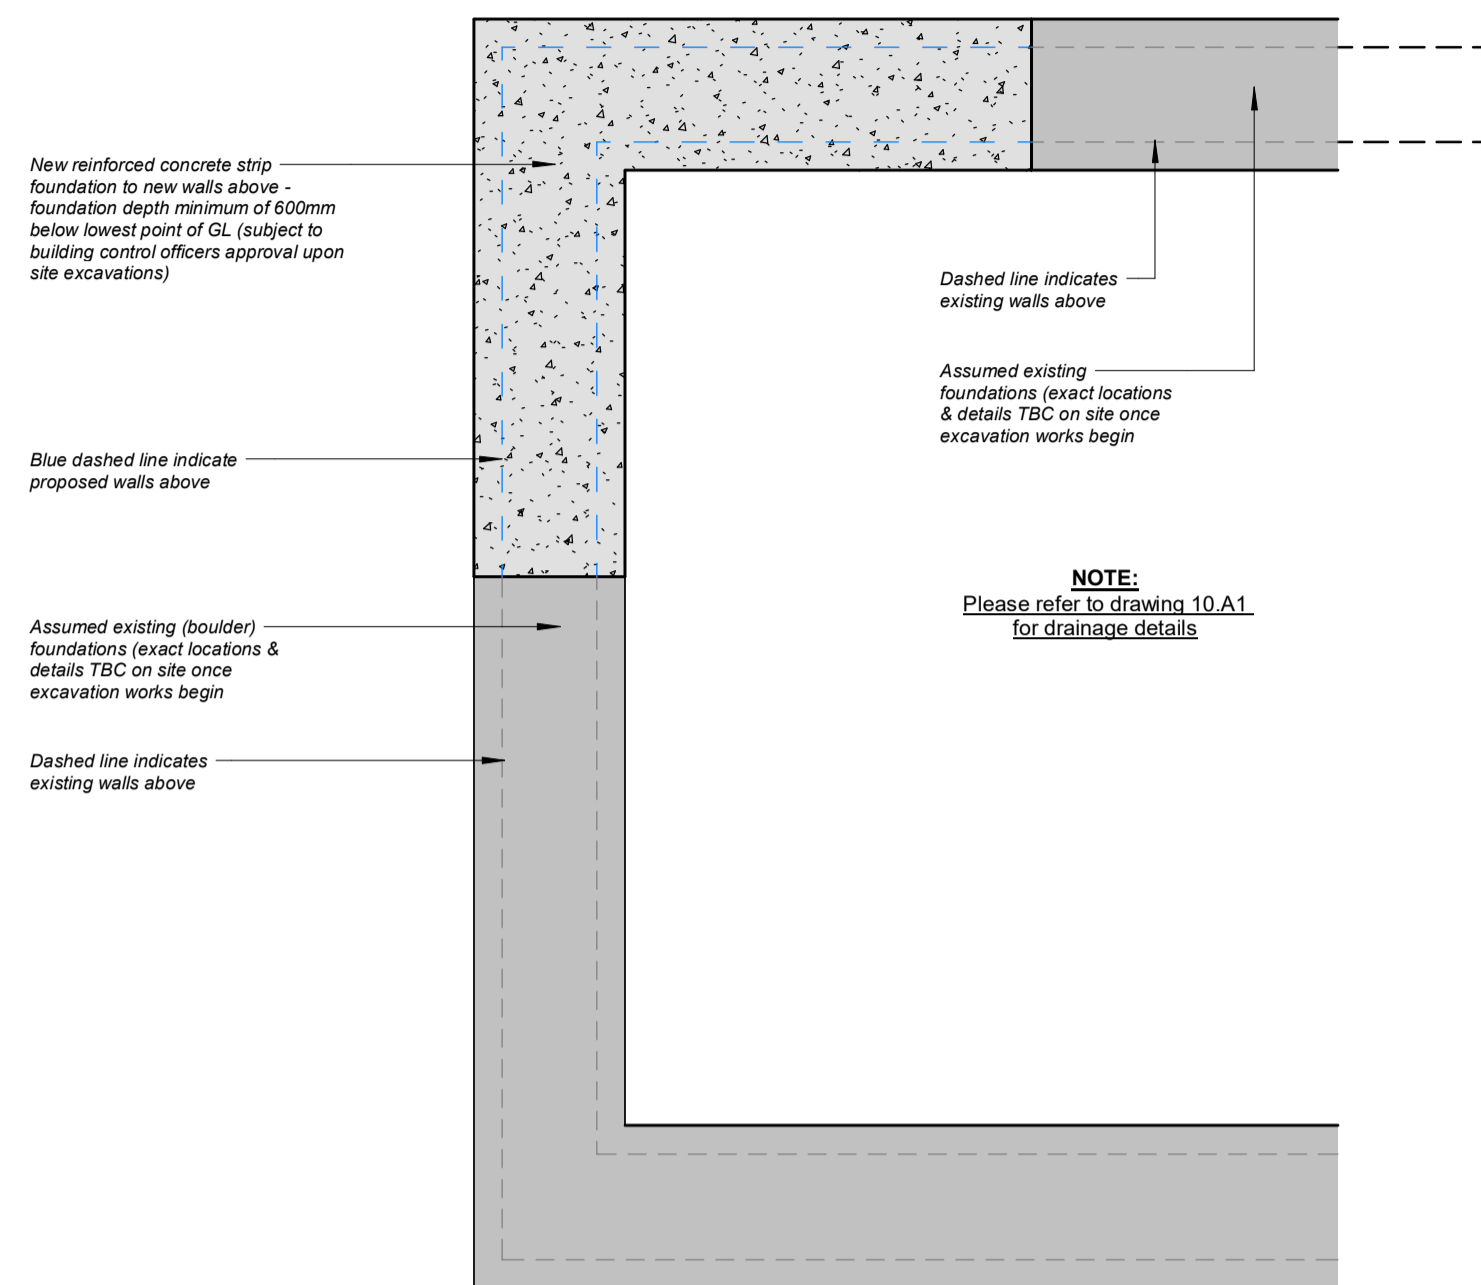 New reinforced concrete strip
foundation to new walls above -
foundation depth minimum of 600mm
below lowest point of GL (subject to
building control officers approval upon
site excavations)
Dashed line indicates
existing walls above
Assumed existing
foundations (exact locations
& details TBC on site once
excavation works begin
Blue dashed line indicate
proposed walls above
NOTE:
Please refer to drawing 10.A1
for drainage details
Assumed existing (boulder)
foundations (exact locations &
details TBC on site once
excavation works begin
Dashed line indicates
existing walls above